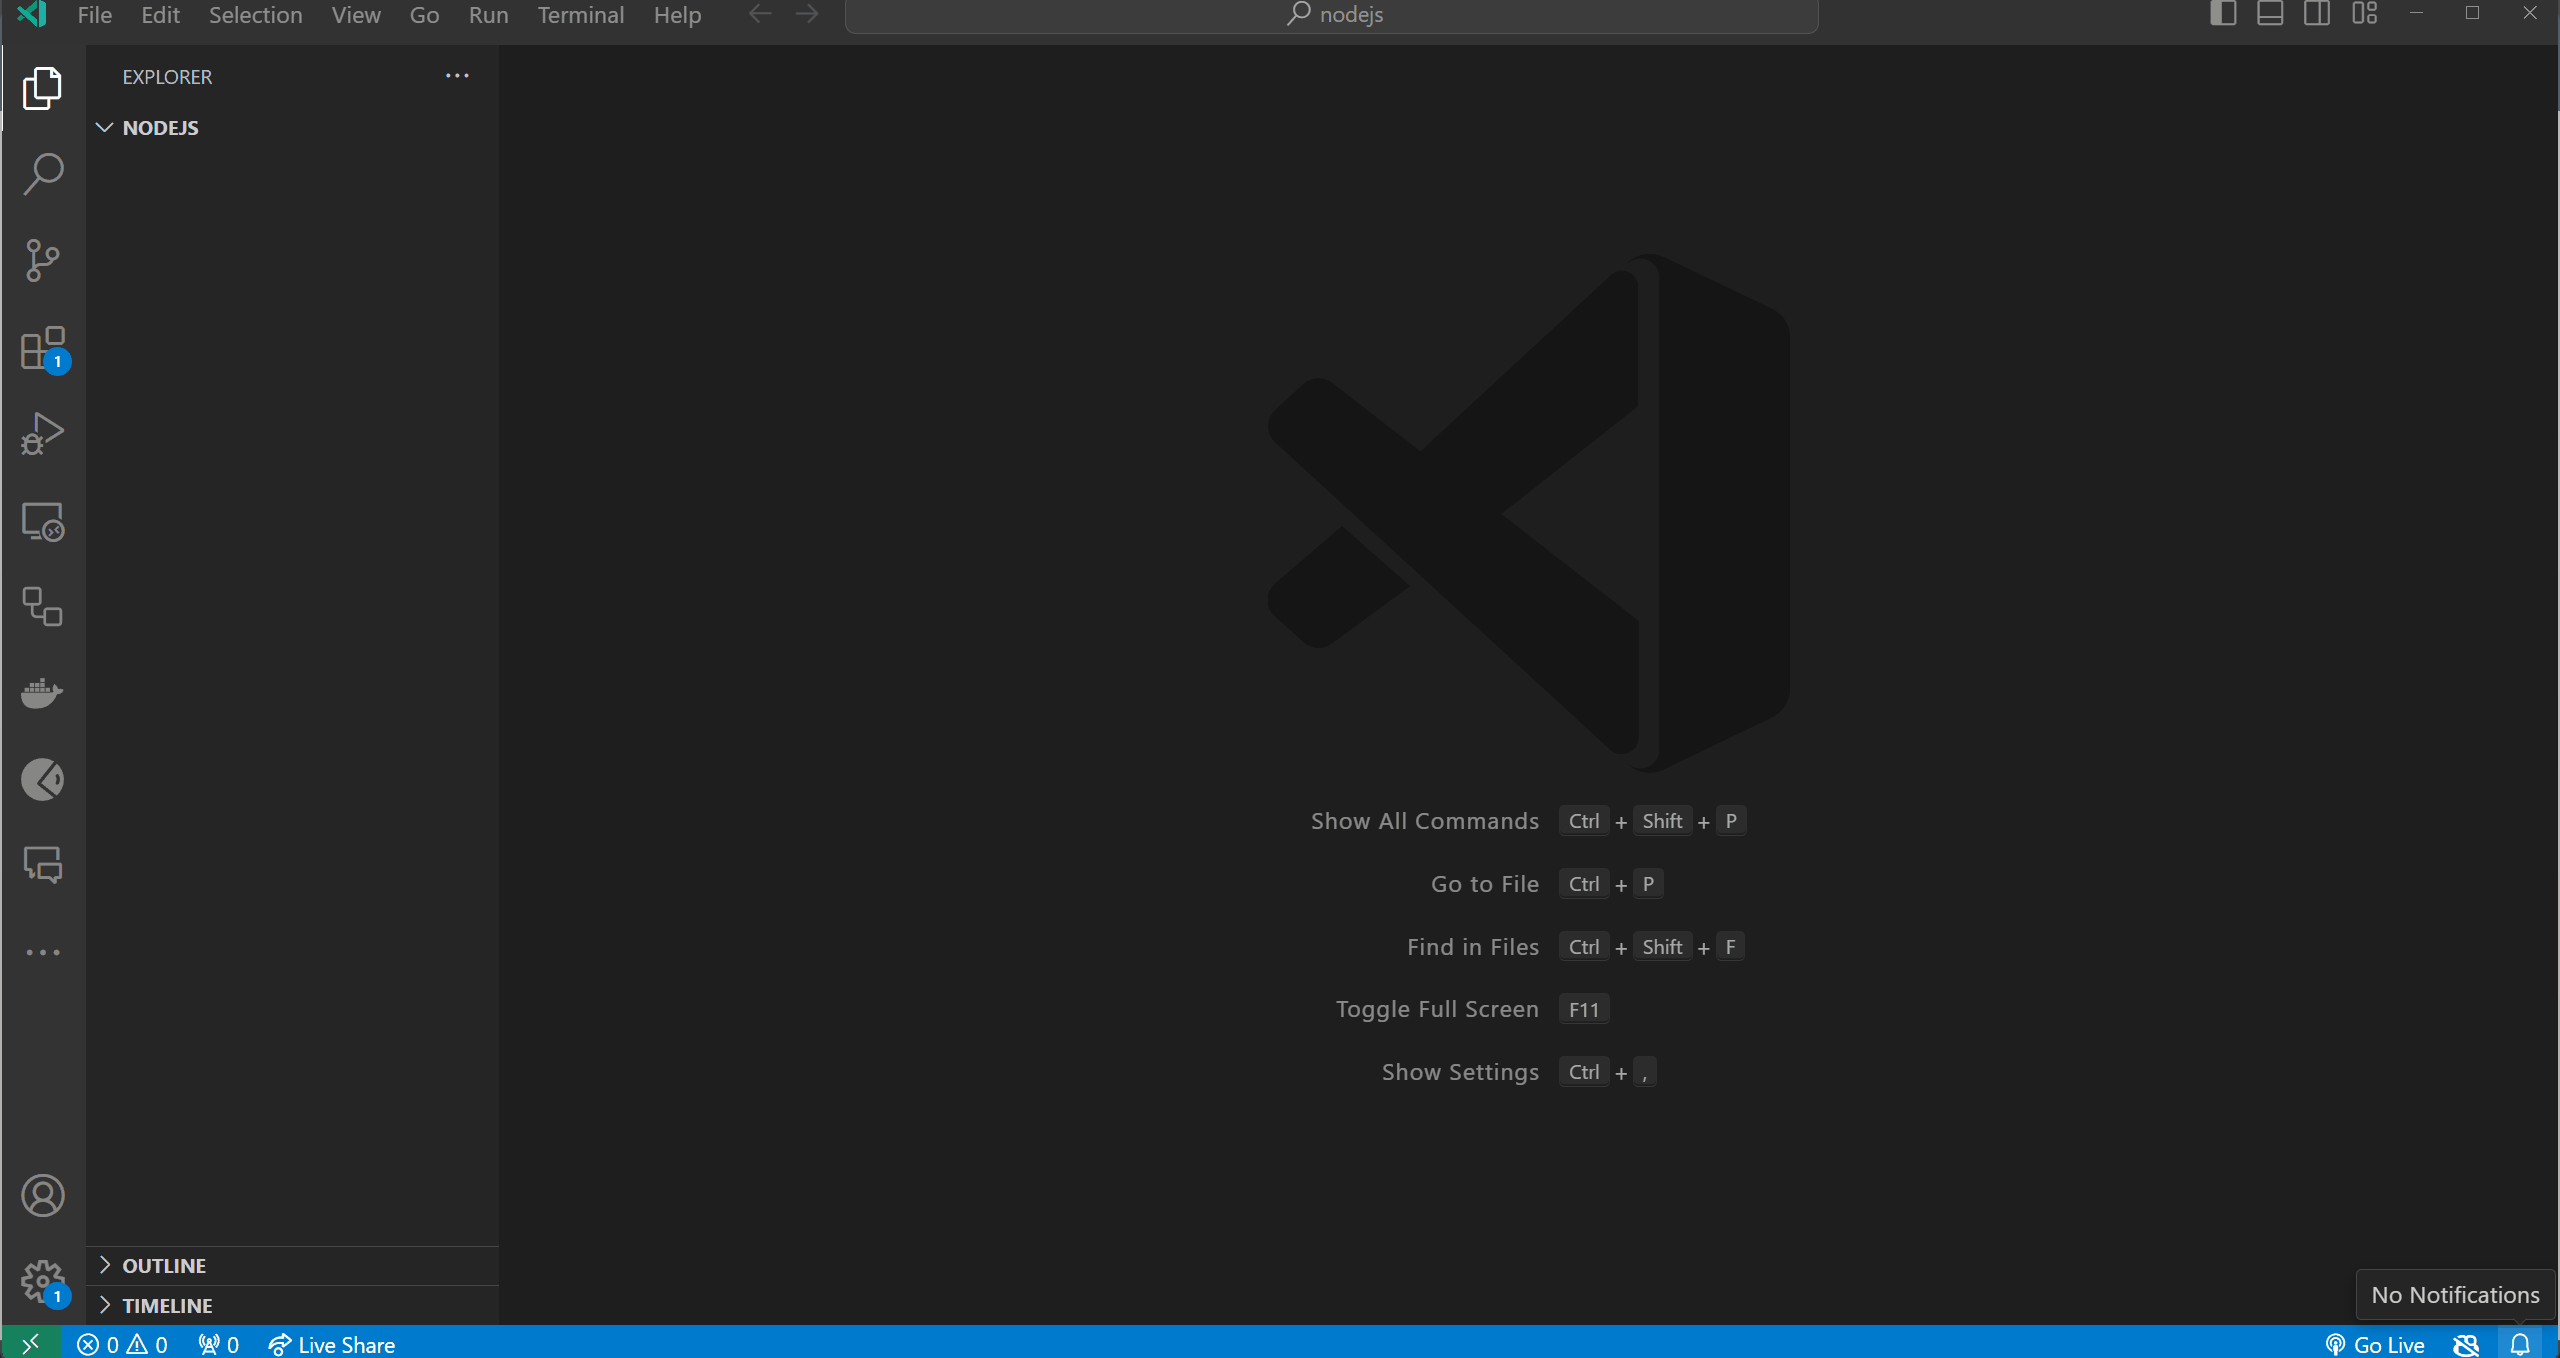 File Edit Selection View Go Run Terminal Help
nodejs
EXPLORER
NODEJS
1
Show All Commands Ctrl + Shift + P
Go to File Ctrl + P
Find in Files Ctrl + Shift + F
Toggle Full Screen F11
Show Settings Ctrl + ,
OUTLINE
1
TIMELINE
No Notifications
0 0 0 Live Share
Go Live